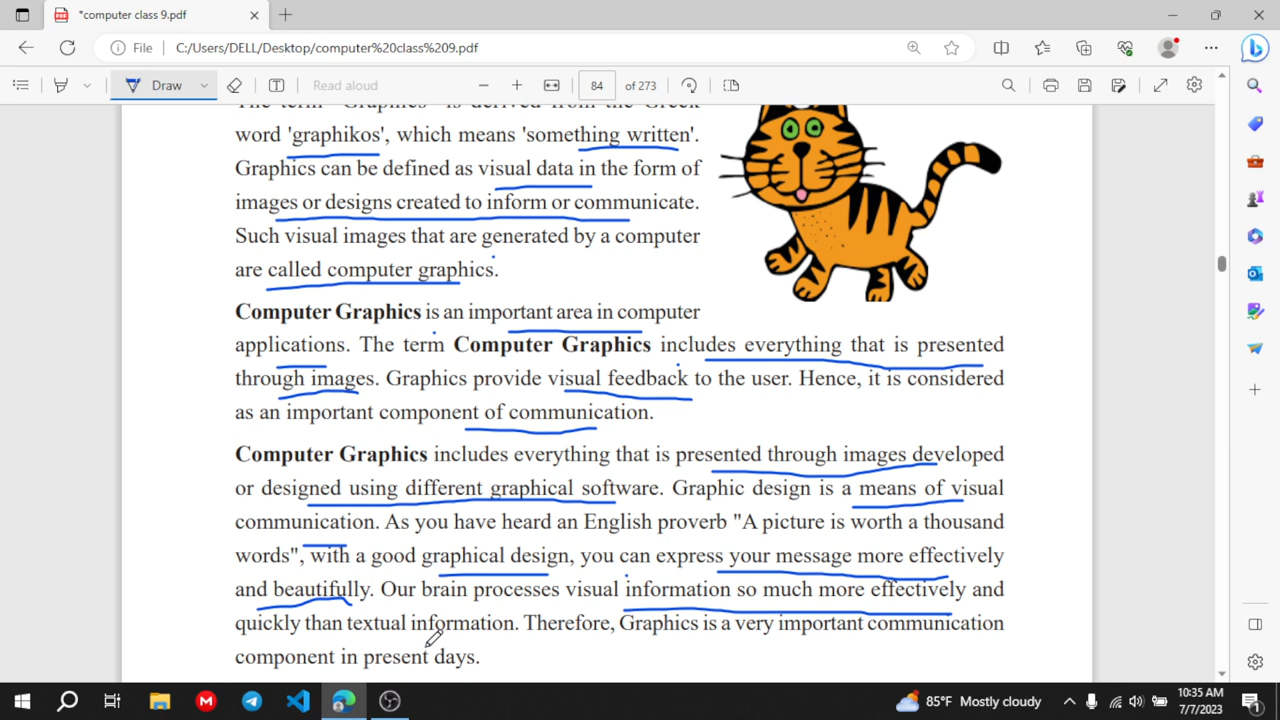 *computer class 9.pdf
File
C:/Users/DELL/Desktop/computer%20class%209.pdf
Draw
Read aloud
84
of 273
The term "Graphics" is derived from the Greek
word 'graphikos', which means 'something written'.
Graphics can be defined as visual data in the form of
images or designs created to inform or communicate.
Such visual images that are generated by a computer
are called computer graphics.
Computer Graphics is an important area in computer
applications. The term Computer Graphics includes everything that is presented
through images. Graphics provide visual feedback to the user. Hence, it is considered
as an important component of communication.
Computer Graphics includes everything that is presented through images developed
or designed using different graphical software. Graphic design is a means of visual
communication. As you have heard an English proverb "A picture is worth a thousand
words", with a good graphical design, you can express your message more effectively
and beautifully. Our brain processes visual information so much more effectively and
quickly than textual information. Therefore, Graphics is a very important communication
component in present days.
85°F Mostly cloudy
10:35 AM
7/7/2023